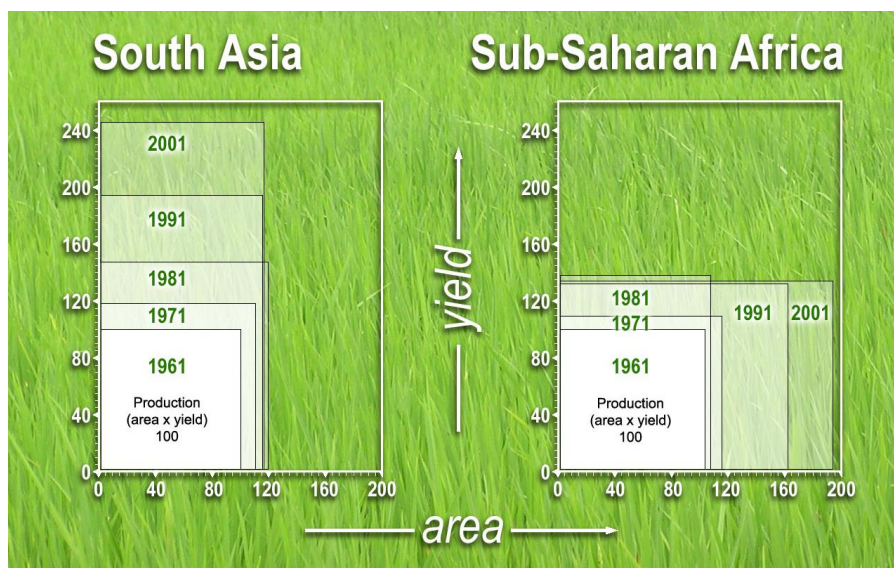 South Asia
240
200
160
120
80
40
0
2001
1991
1981
1971
1961
Production
(area x yield)
100
0 40 80 120 160 200
yield
Sub-Saharan Africa
240
200
160
120
80
40
0
1981
1971
1961
1991
2001
Production
(area x yield)
100
0 40 80 120 160 200
area